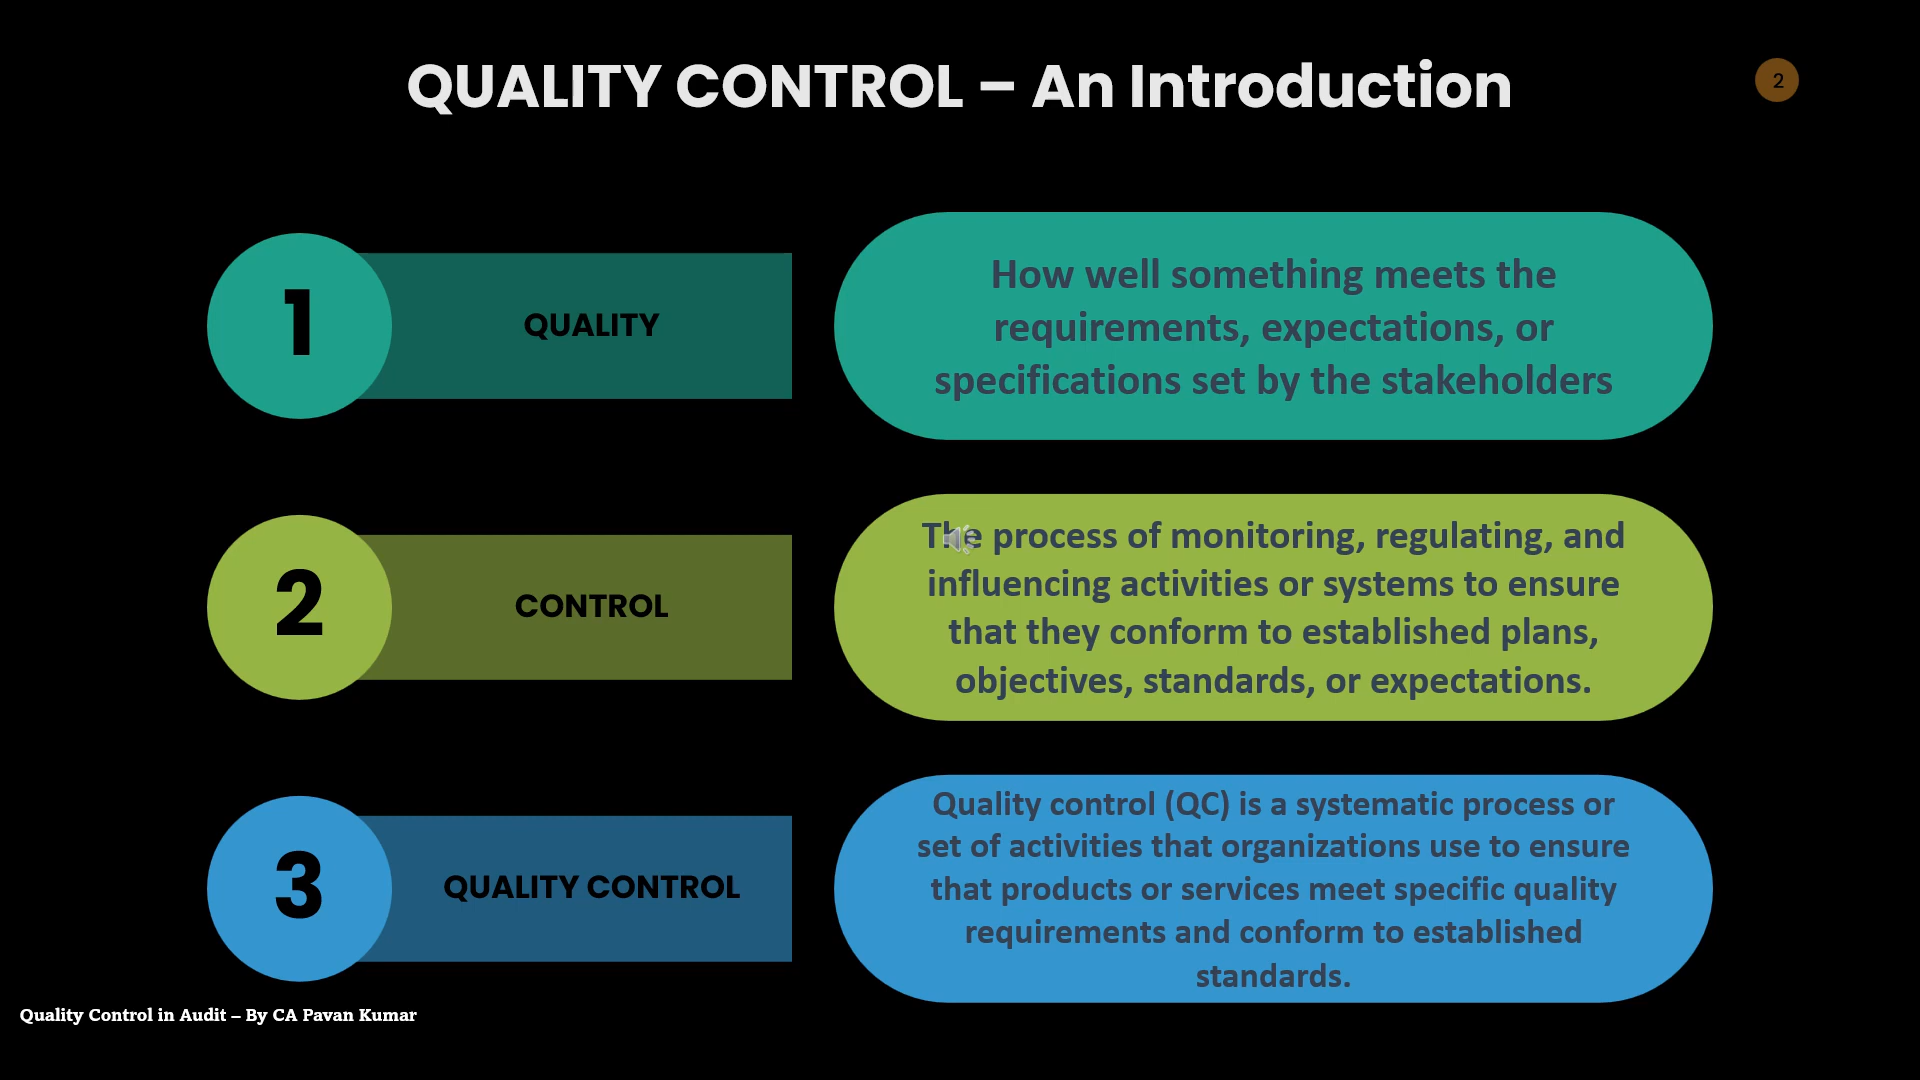 QUALITY CONTROL – An Introduction
2
1
QUALITY
How well something meets the
requirements, expectations, or
specifications set by the stakeholders
2
CONTROL
The process of monitoring, regulating, and
influencing activities or systems to ensure
that they conform to established plans,
objectives, standards, or expectations.
3
QUALITY CONTROL
Quality control (QC) is a systematic process or
set of activities that organizations use to ensure
that products or services meet specific quality
requirements and conform to established
standards.
Quality Control in Audit – By CA Pavan Kumar